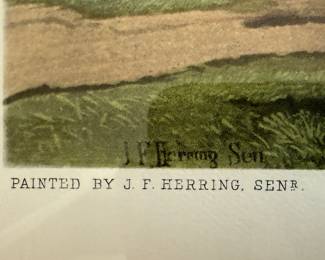 J F Herring Sen
PAINTED BY J. F. HERRING, SENR.